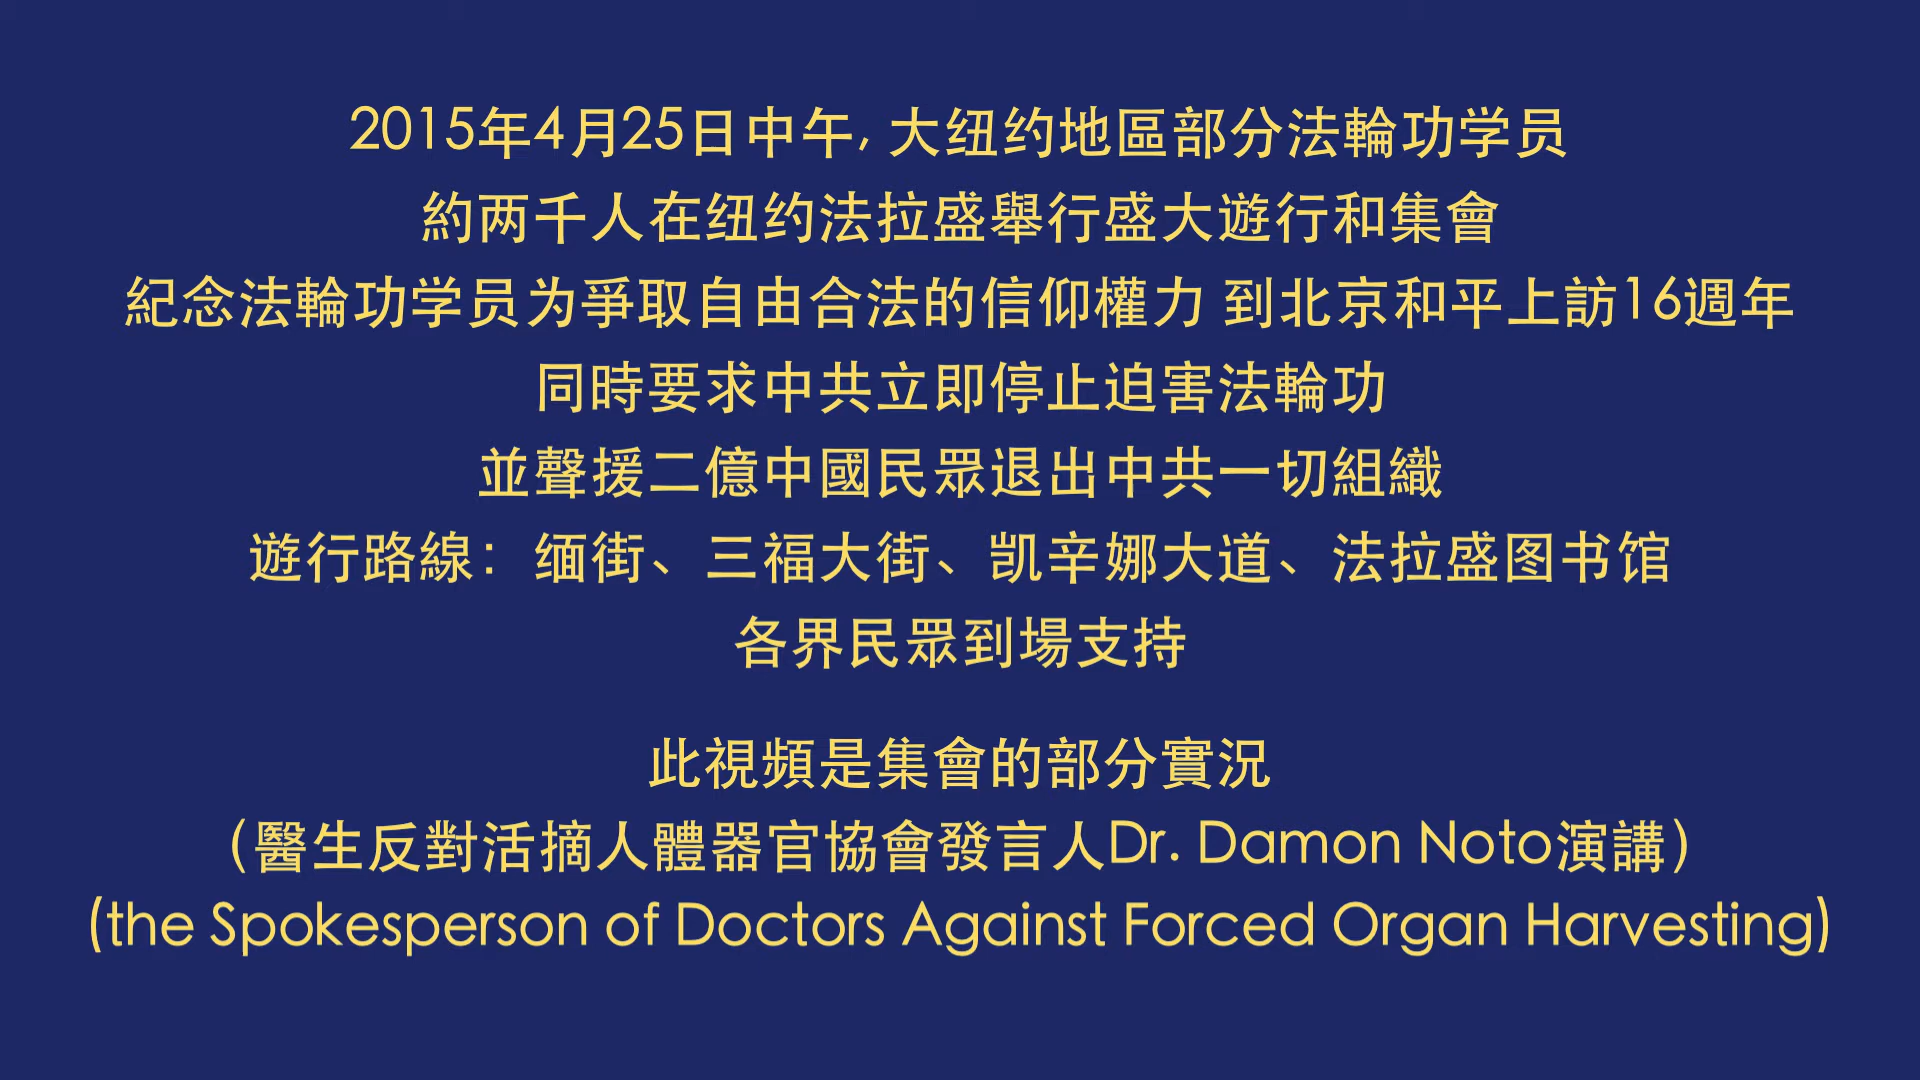 2015年4月25日中午, 大纽约地區部分法輪功学员
約两千人在纽约法拉盛舉行盛大遊行和集會
紀念法輪功学员为爭取自由合法的信仰權力 到北京和平上訪16週年
同時要求中共立即停止迫害法輪功
並聲援二億中國民眾退出中共一切組織
遊行路線：缅街、三福大街、凯辛娜大道、法拉盛图书馆
各界民眾到場支持
此視頻是集會的部分實況
（醫生反對活摘人體器官協會發言人Dr. Damon Noto演講）
(the Spokesperson of Doctors Against Forced Organ Harvesting)